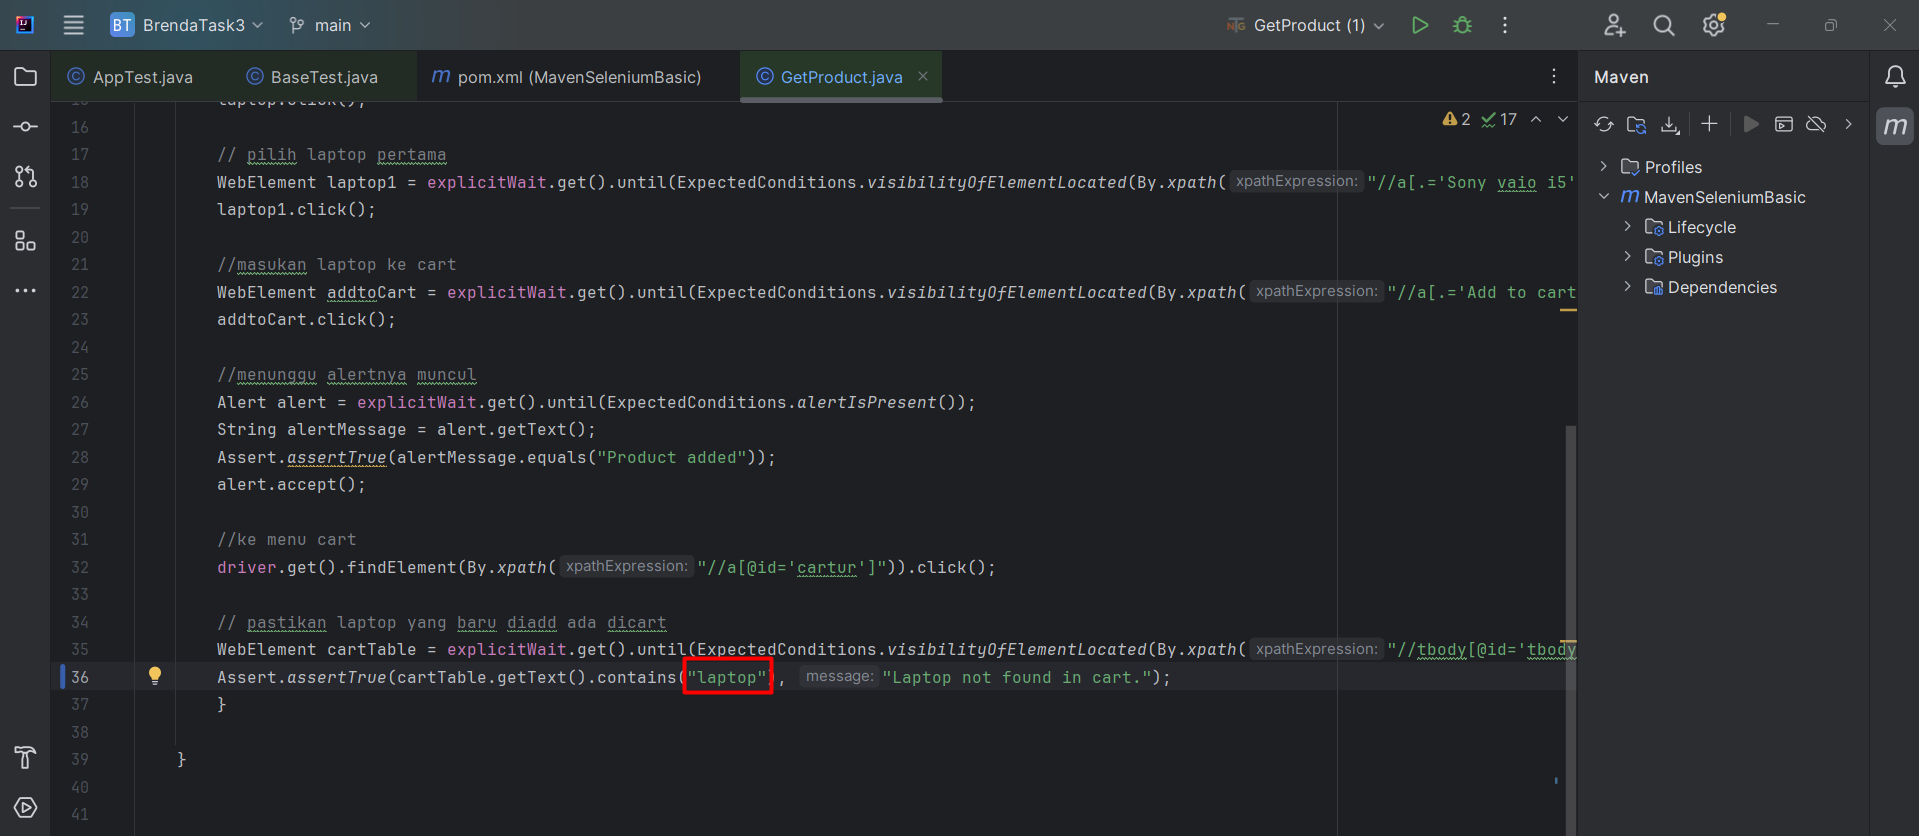 BT BrendaTask3 main GetProduct (1)
AppTest.java BaseTest.java pom.xml (MavenSeleniumBasic) GetProduct.java
Maven
laptop.click();
2 17
16
17 // pilih laptop pertama
18 WebElement laptop1 = explicitWait.get().until(ExpectedConditions.visibilityOfElementLocated(By.xpath( xpathExpression: "//a[.='Sony vaio i5'
19 laptop1.click();
20
21 //masukan laptop ke cart
22 WebElement addtoCart = explicitWait.get().until(ExpectedConditions.visibilityOfElementLocated(By.xpath( xpathExpression: "//a[.='Add to cart
23 addtoCart.click();
24
25 //menunggu alertnya muncul
26 Alert alert = explicitWait.get().until(ExpectedConditions.alertIsPresent());
27 String alertMessage = alert.getText();
28 Assert.assertTrue(alertMessage.equals("Product added"));
29 alert.accept();
30
31 //ke menu cart
32 driver.get().findElement(By.xpath( xpathExpression: "//a[@id='cartur']")).click();
33
34 // pastikan laptop yang baru diadd ada dicart
35 WebElement cartTable = explicitWait.get().until(ExpectedConditions.visibilityOfElementLocated(By.xpath( xpathExpression: "//tbody[@id='tbody
36 Assert.assertTrue(cartTable.getText().contains("laptop"), message: "Laptop not found in cart.");
37 }
38
39 }
40
41
Profiles
m MavenSeleniumBasic
Lifecycle
Plugins
Dependencies
m